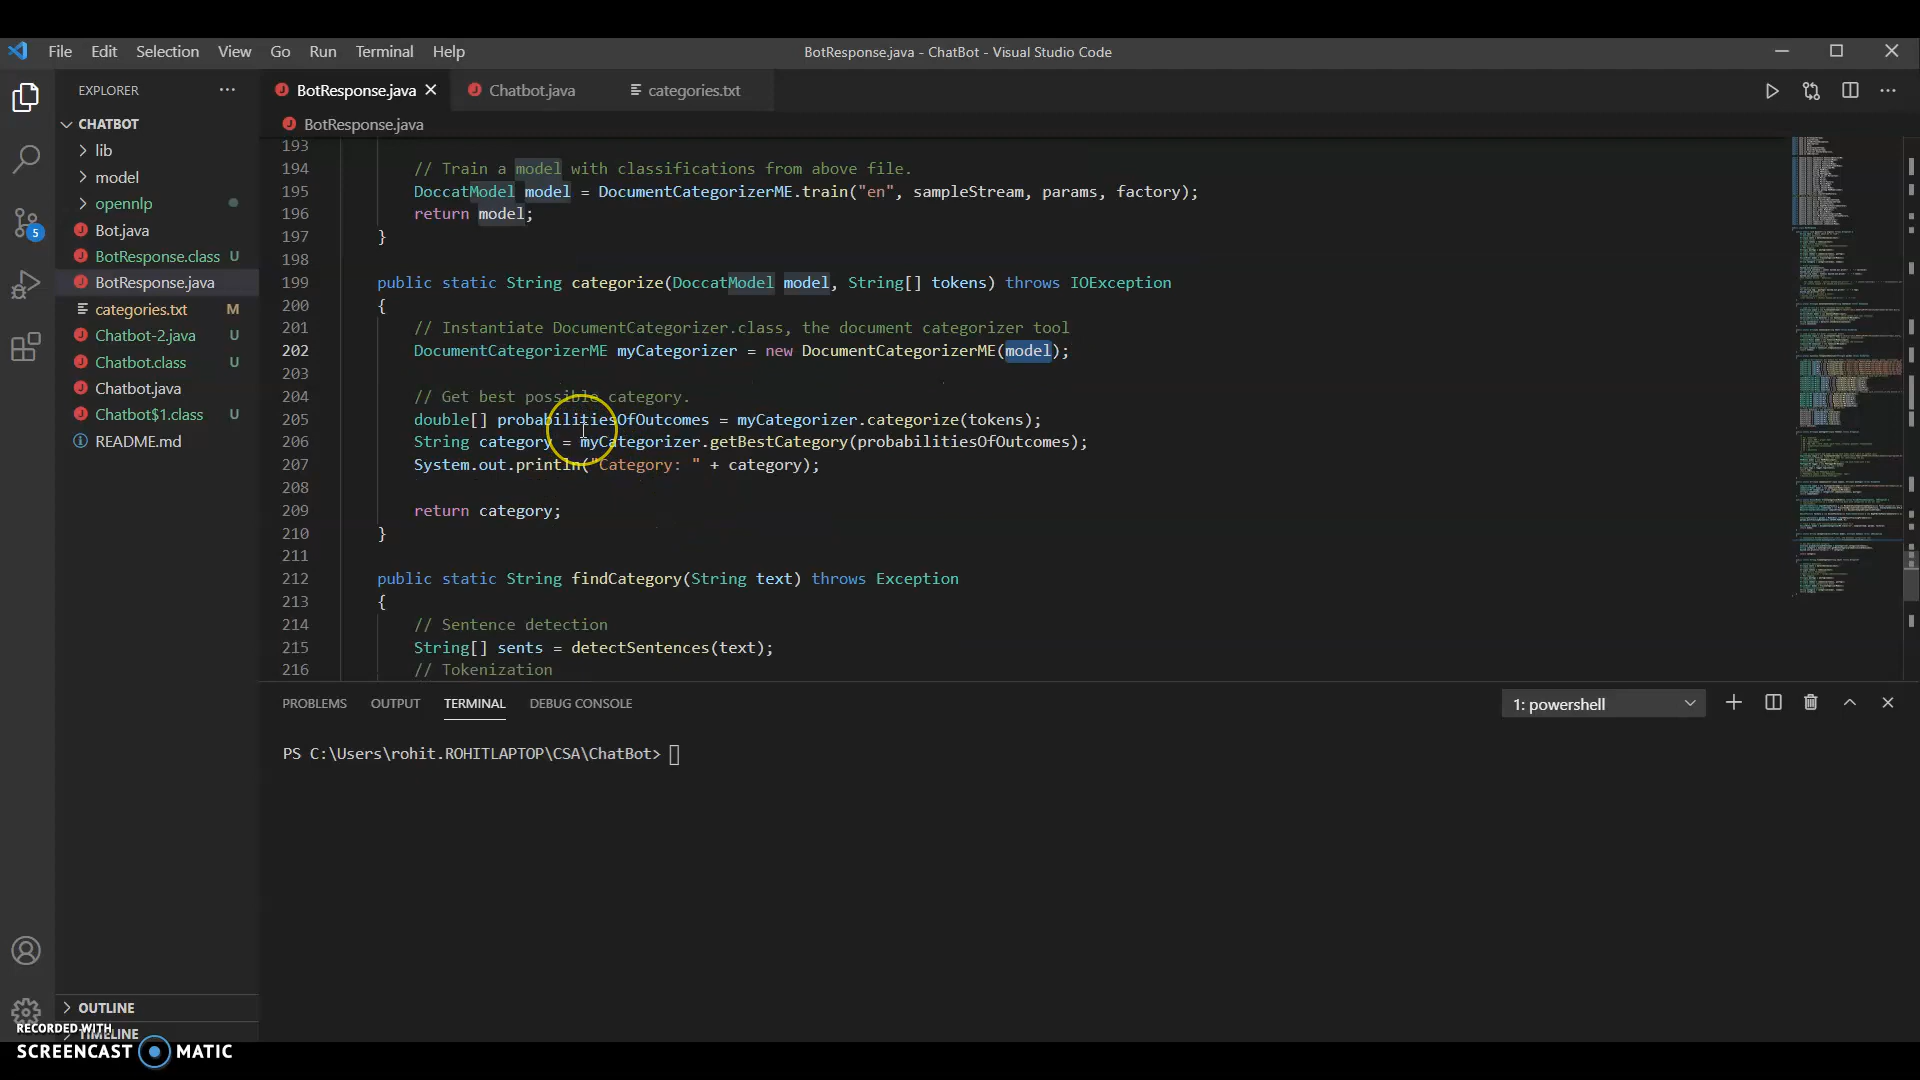 File Edit Selection View Go Run Terminal Help
BotResponse.java - ChatBot - Visual Studio Code
EXPLORER
BotResponse.java
Chatbot.java
categories.txt
BotResponse.java
CHATBOT
lib
model
opennlp
Bot.java
BotResponse.class U
BotResponse.java
categories.txt M
Chatbot-2.java U
Chatbot.class U
Chatbot.java
Chatbot$1.class U
README.md
5
OUTLINE
TIMELINE
193
194 // Train a model with classifications from above file.
195 DoccatModel model = DocumentCategorizerME.train("en", sampleStream, params, factory);
196 return model;
197 }
198
199 public static String categorize(DoccatModel model, String[] tokens) throws IOException
200 {
201 // Instantiate DocumentCategorizer.class, the document categorizer tool
202 DocumentCategorizerME myCategorizer = new DocumentCategorizerME(model);
203
204 // Get best possible category.
205 double[] probabilitiesOfOutcomes = myCategorizer.categorize(tokens);
206 String category = myCategorizer.getBestCategory(probabilitiesOfOutcomes);
207 System.out.println("Category: " + category);
208
209 return category;
210 }
211
212 public static String findCategory(String text) throws Exception
213 {
214 // Sentence detection
215 String[] sents = detectSentences(text);
216 // Tokenization
PROBLEMS OUTPUT TERMINAL DEBUG CONSOLE
1: powershell
PS C:\Users\rohit.ROHITLAPTOP\CSA\ChatBot>
RECORDED WITH
SCREENCAST MATIC